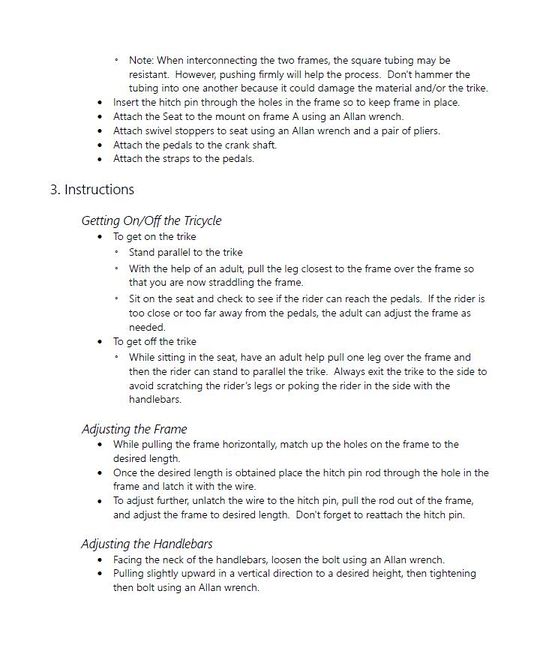 ◦ Note: When interconnecting the two frames, the square tubing may be
resistant. However, pushing firmly will help the process. Don't hammer the
tubing into one another because it could damage the material and/or the trike.
• Insert the hitch pin through the holes in the frame so to keep frame in place.
• Attach the Seat to the mount on frame A using an Allan wrench.
• Attach swivel stoppers to seat using an Allan wrench and a pair of pliers.
• Attach the pedals to the crank shaft.
• Attach the straps to the pedals.
3. Instructions
Getting On/Off the Tricycle
• To get on the trike
◦ Stand parallel to the trike
◦ With the help of an adult, pull the leg closest to the frame over the frame so
that you are now straddling the frame.
◦ Sit on the seat and check to see if the rider can reach the pedals. If the rider is
too close or too far away from the pedals, the adult can adjust the frame as
needed.
• To get off the trike
◦ While sitting in the seat, have an adult help pull one leg over the frame and
then the rider can stand to parallel the trike. Always exit the trike to the side to
avoid scratching the rider's legs or poking the rider in the side with the
handlebars.
Adjusting the Frame
• While pulling the frame horizontally, match up the holes on the frame to the
desired length.
• Once the desired length is obtained place the hitch pin rod through the hole in the
frame and latch it with the wire.
• To adjust further, unlatch the wire to the hitch pin, pull the rod out of the frame,
and adjust the frame to desired length. Don't forget to reattach the hitch pin.
Adjusting the Handlebars
• Facing the neck of the handlebars, loosen the bolt using an Allan wrench.
• Pulling slightly upward in a vertical direction to a desired height, then tightening
then bolt using an Allan wrench.